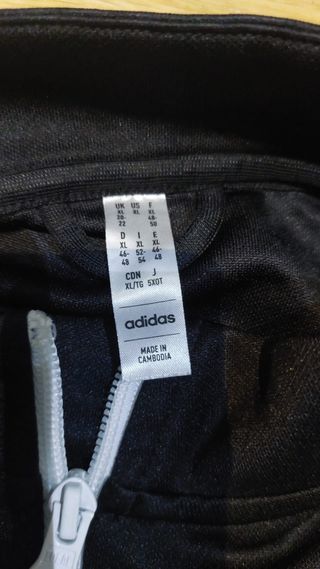 UK US F
XL XL XL
20- 48-
22 50
D I E
XL XL XL
46- 52- 46-
48 54 48
CDN J
XL/TG 5XOT
adidas
MADE IN
CAMBODIA